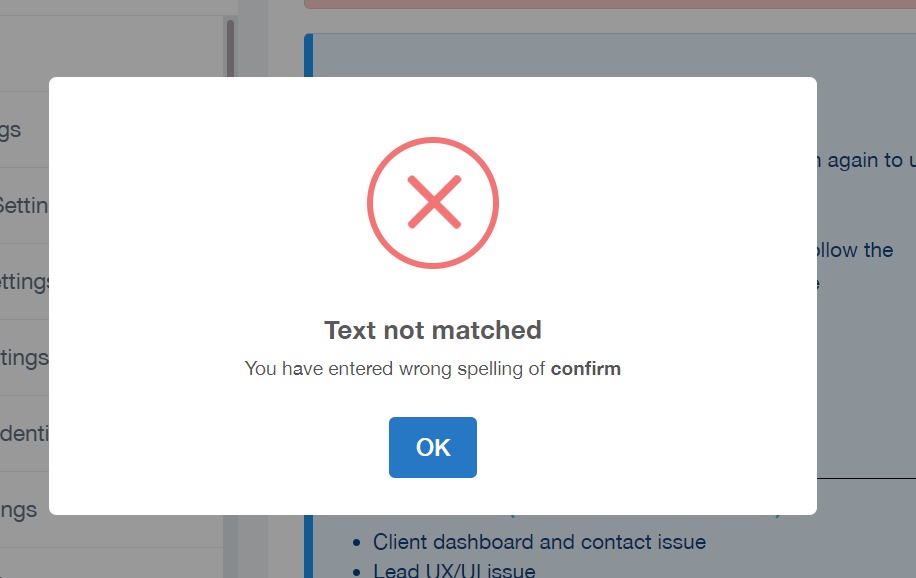 gs
Settin
ttings
tings
denti
ngs
again to u
ollow the
Text not matched
You have entered wrong spelling of confirm
OK
Client dashboard and contact issue
Lead UX/UI issue